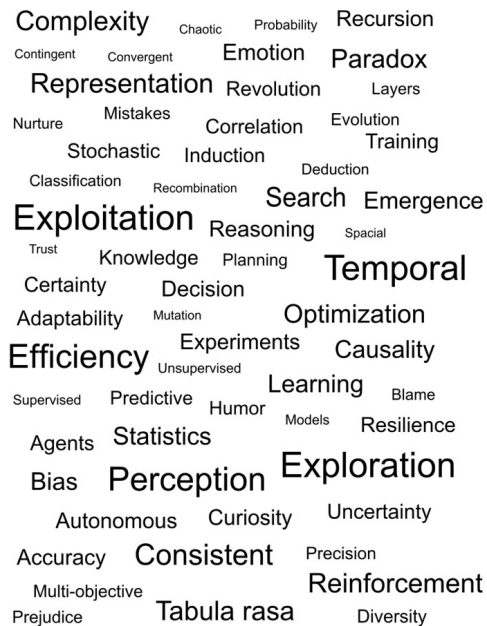 Complexity Chaotic Probability Recursion
Contingent Convergent Emotion Paradox
Representation Revolution Layers
Nurture Mistakes Correlation Evolution
Stochastic Induction Training
Classification Recombination Deduction
Search Emergence
Exploitation Reasoning Spacial
Trust Knowledge Planning Temporal
Certainty Decision
Adaptability Mutation Optimization
Efficiency Experiments Causality
Unsupervised Learning
Supervised Predictive Humor Blame
Agents Statistics Models Resilience
Bias Perception Exploration
Autonomous Curiosity Uncertainty
Accuracy Consistent Precision
Multi-objective Reinforcement
Prejudice Tabula rasa Diversity